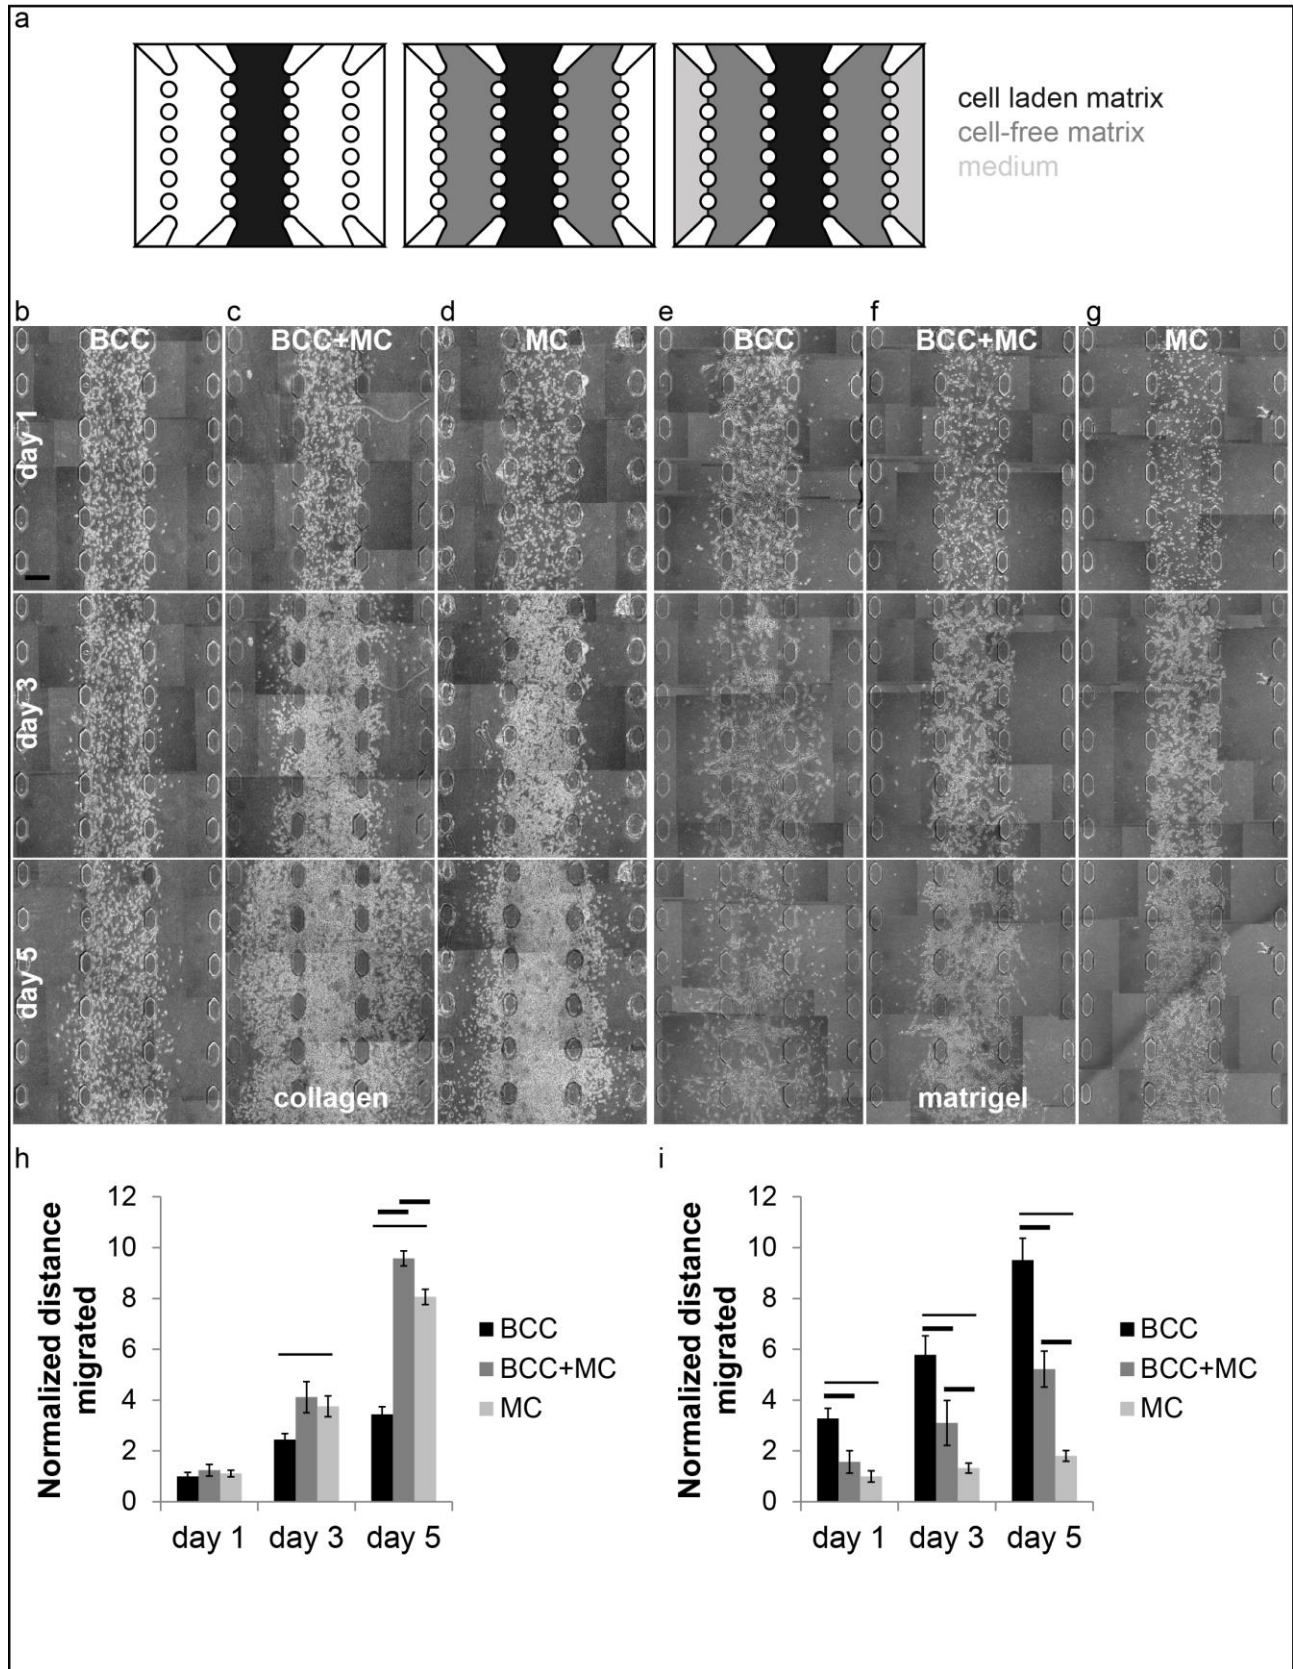 a
cell laden matrix
cell-free matrix
medium
b c d e f g
BCC BCC+MC MC BCC BCC+MC MC
day 1
day 3
day 5
collagen matrigel
h
Normalized distance
migrated
12
10
8
6
4
2
0
day 1 day 3 day 5
BCC
BCC+MC
MC
i
Normalized distance
migrated
12
10
8
6
4
2
0
day 1 day 3 day 5
BCC
BCC+MC
MC